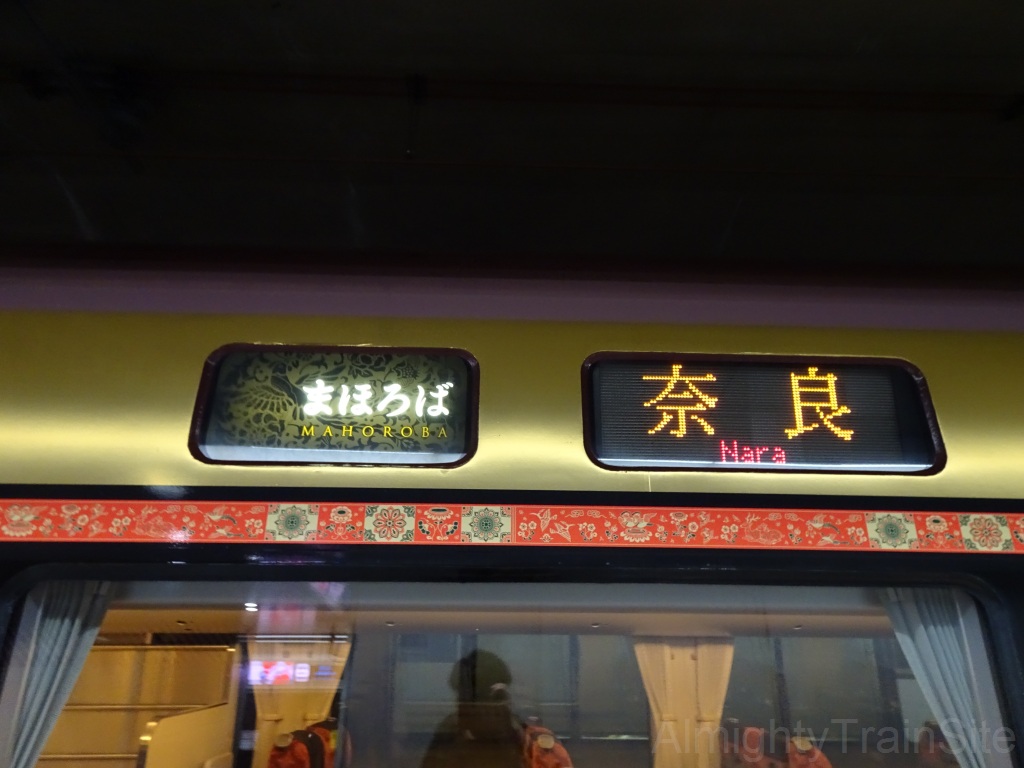 まほろば
MAHOROBA
奈良
Nara
AlmightyTrainSite